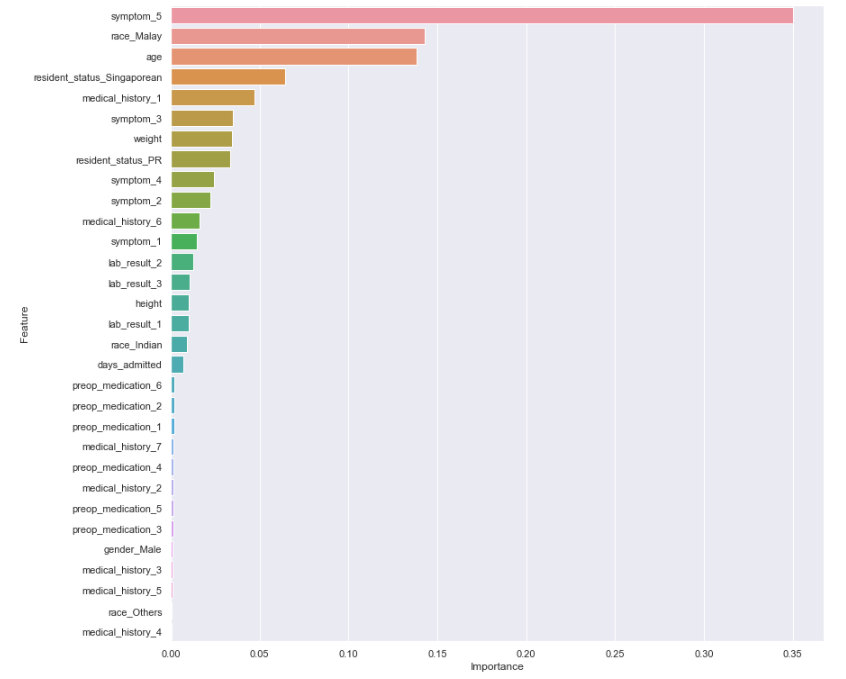 symptom_5
race_Malay
age
resident_status_Singaporean
medical_history_1
symptom_3
weight
resident_status_PR
symptom_4
symptom_2
medical_history_6
symptom_1
lab_result_2
lab_result_3
height
lab_result_1
race_Indian
days_admitted
preop_medication_6
preop_medication_2
preop_medication_1
medical_history_7
preop_medication_4
medical_history_2
preop_medication_5
preop_medication_3
gender_Male
medical_history_3
medical_history_5
race_Others
medical_history_4
Feature
0.00 0.05 0.10 0.15 0.20 0.25 0.30 0.35
Importance